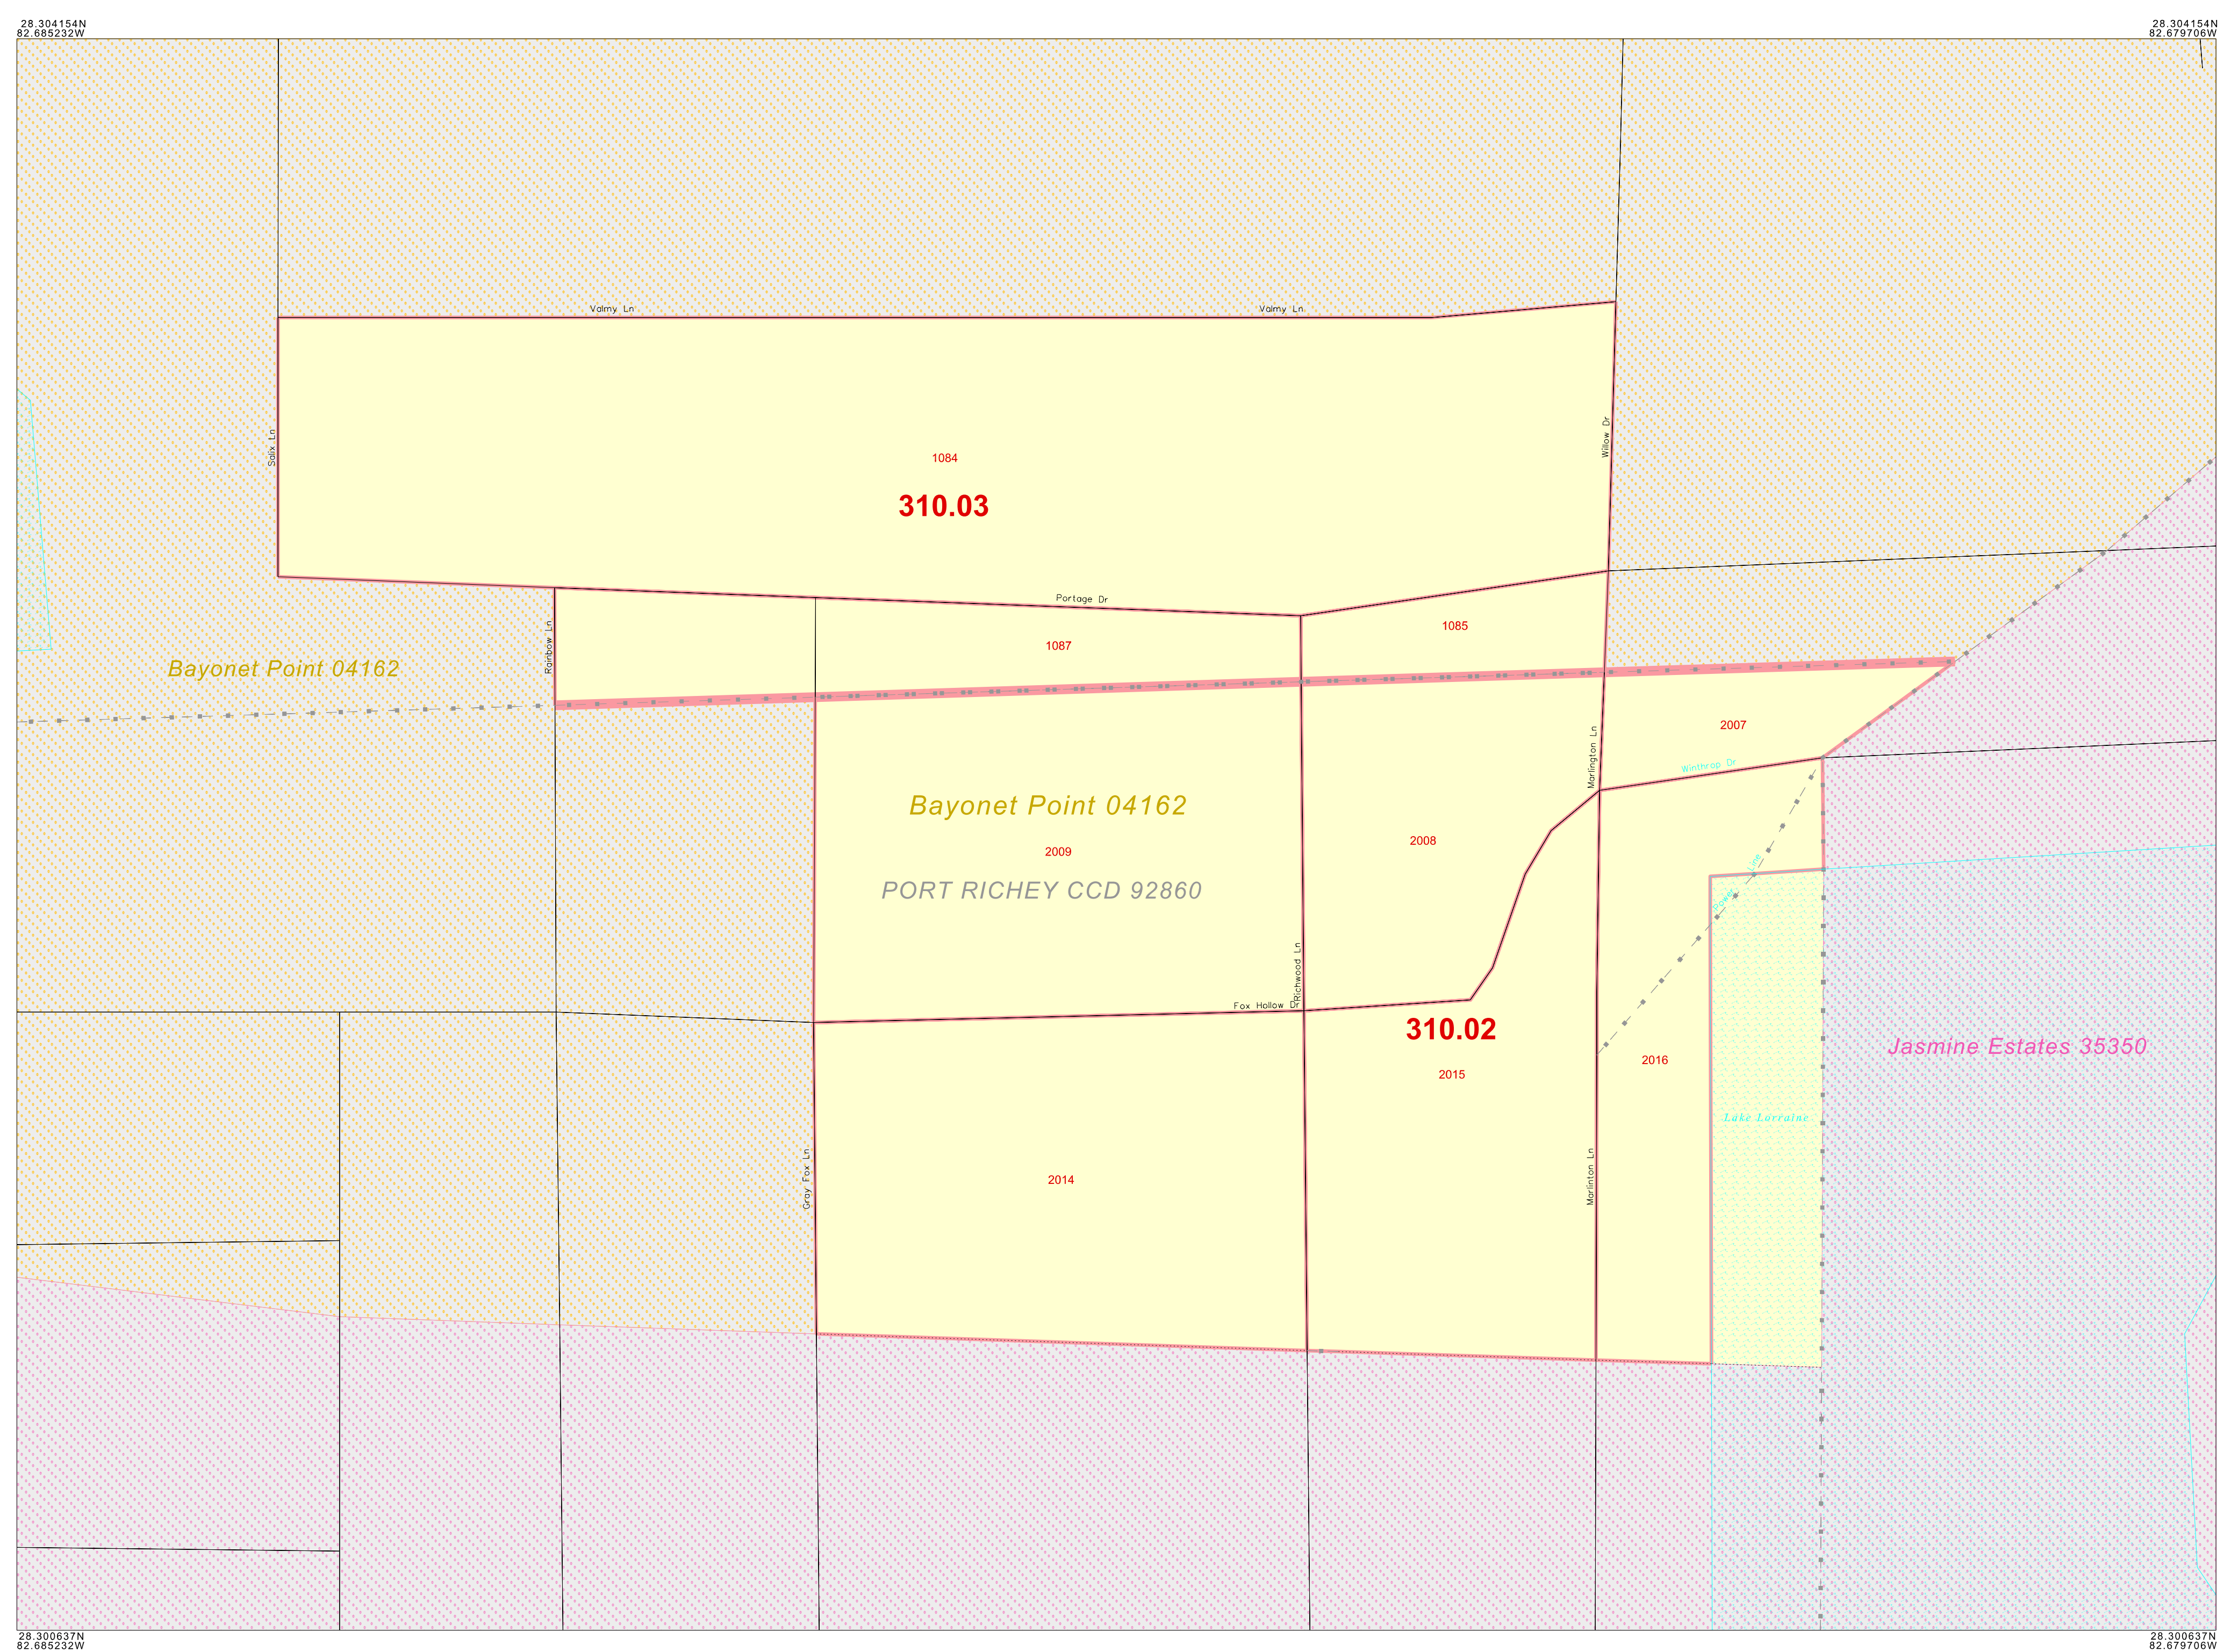 28.304154N
82.685232W
28.304154N
82.679706W
Valmy Ln
Valmy Ln
Salix Ln
Willow Dr
1084
310.03
Portage Dr
Rainbow Ln
1087
1085
Bayonet Point 04162
2007
Marlington Ln
Winthrop Dr
Bayonet Point 04162
2009
2008
PORT RICHEY CCD 92860
Power Line
Richwood Ln
Fox Hollow Dr
310.02
2015
2016
Jasmine Estates 35350
Lake Lorraine
Gray Fox Ln
2014
Marlinton Ln
28.300637N
82.685232W
28.300637N
82.679706W